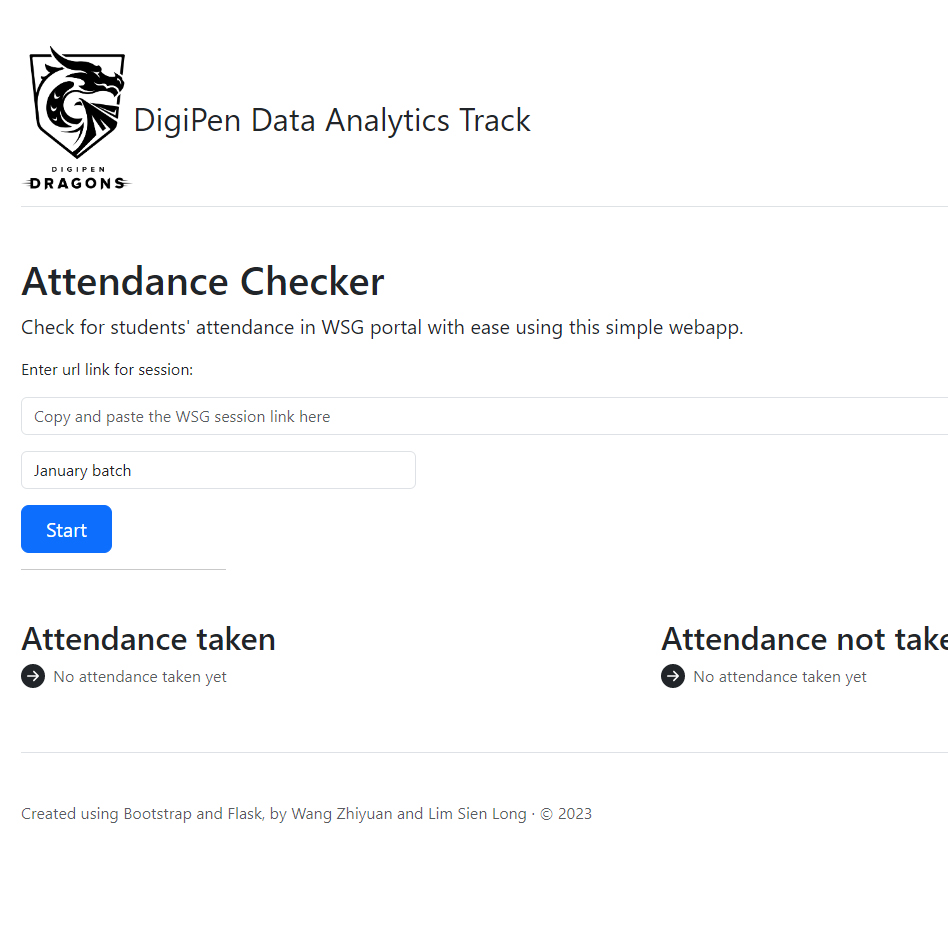 DIGIPEN
DRAGONS
DigiPen Data Analytics Track
Attendance Checker
Check for students' attendance in WSG portal with ease using this simple webapp.
Enter url link for session:
Copy and paste the WSG session link here
January batch
Start
Attendance taken
No attendance taken yet
Attendance not take
No attendance taken yet
Created using Bootstrap and Flask, by Wang Zhiyuan and Lim Sien Long · © 2023